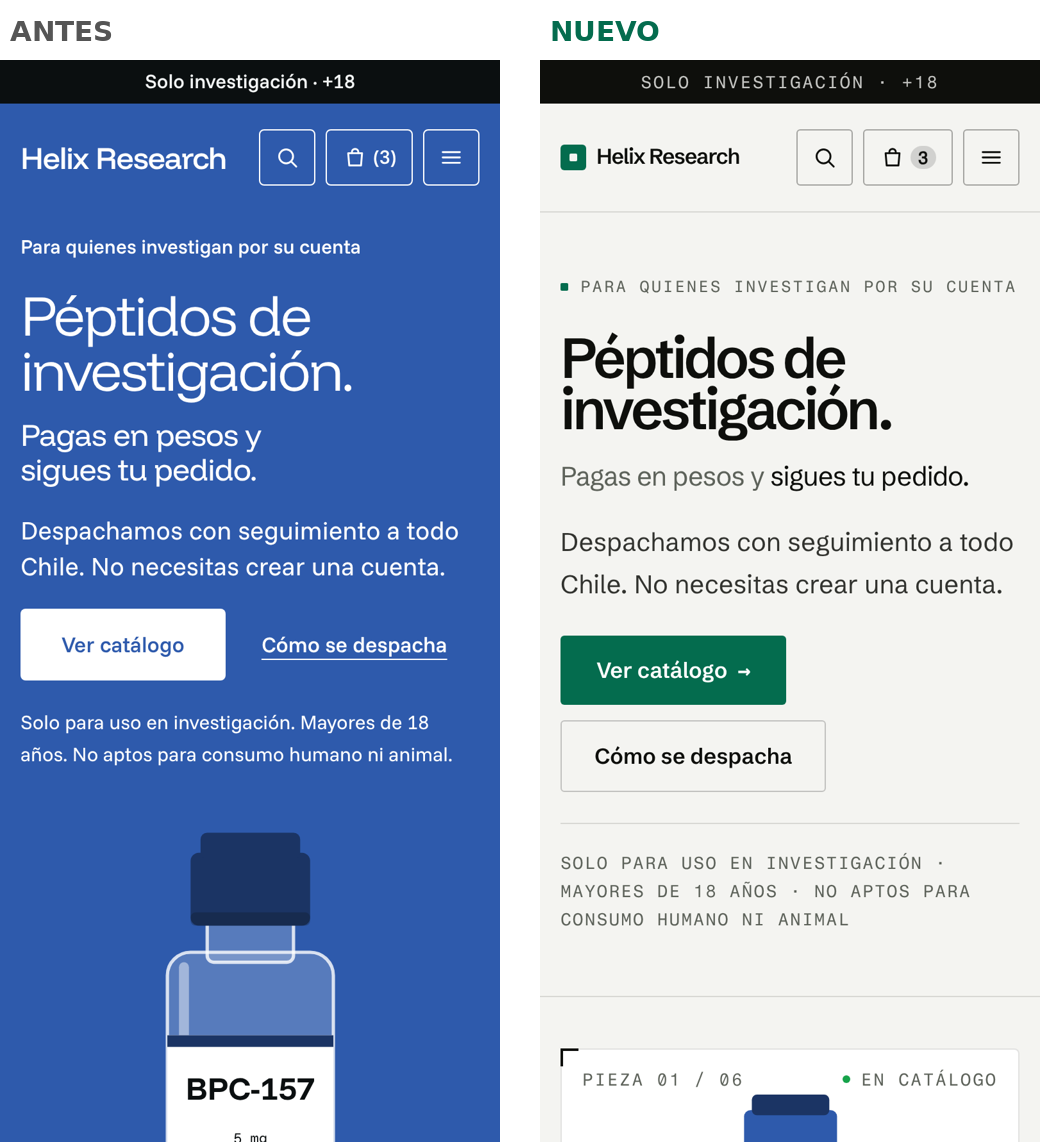 ANTES
Solo investigación · +18
Helix Research
(3)
Para quienes investigan por su cuenta
Péptidos de
investigación.
Pagas en pesos y
sigues tu pedido.
Despachamos con seguimiento a todo
Chile. No necesitas crear una cuenta.
Ver catálogo
Cómo se despacha
Solo para uso en investigación. Mayores de 18
años. No aptos para consumo humano ni animal.
BPC-157
5 mg
NUEVO
SOLO INVESTIGACIÓN · +18
Helix Research
3
PARA QUIENES INVESTIGAN POR SU CUENTA
Péptidos de
investigación.
Pagas en pesos y sigues tu pedido.
Despachamos con seguimiento a todo
Chile. No necesitas crear una cuenta.
Ver catálogo →
Cómo se despacha
SOLO PARA USO EN INVESTIGACIÓN ·
MAYORES DE 18 AÑOS · NO APTOS PARA
CONSUMO HUMANO NI ANIMAL
PIEZA 01 / 06
EN CATÁLOGO